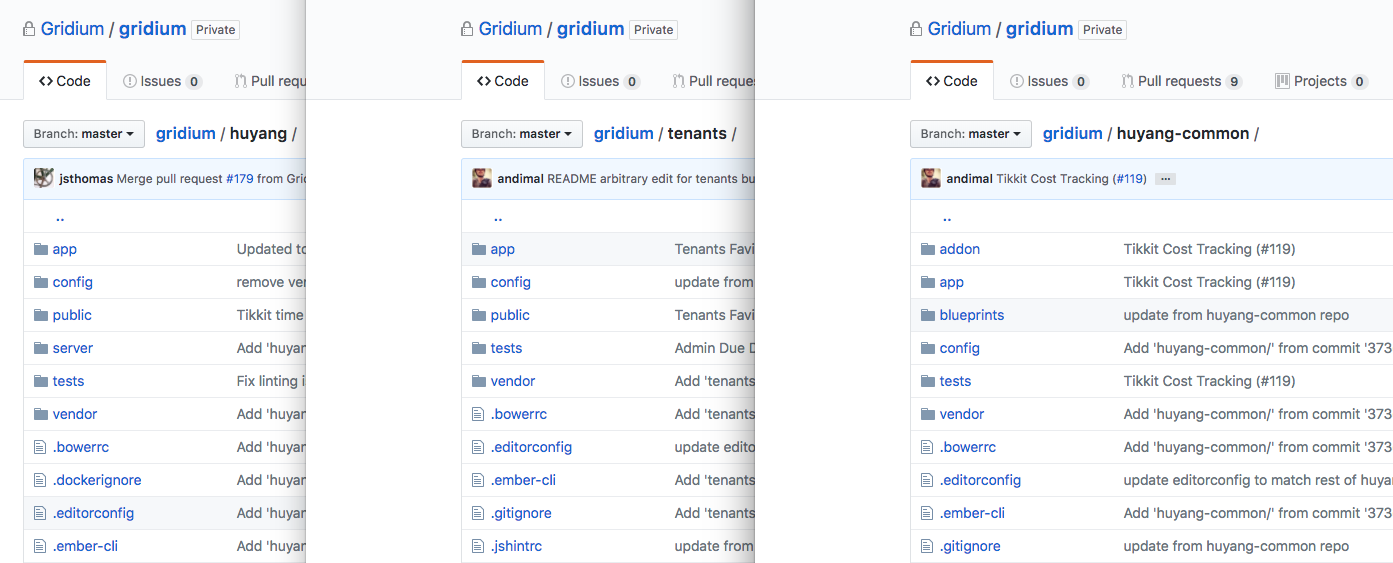 Gridium / gridium Private
Code Issues 0 Pull requ
Branch: master gridium / huyang /
jsthomas Merge pull request #179 from Grid
..
app Updated to
config remove ver
public Tikkit time
server Add 'huyan
tests Fix linting i
vendor Add 'huyan
.bowerrc Add 'huyan
.dockerignore Add 'huyan
.editorconfig Add 'huyan
.ember-cli Add 'huyan
Gridium / gridium Private
Code Issues 0 Pull reques
Branch: master gridium / tenants /
andimal README arbitrary edit for tenants bu
..
app Tenants Favi
config update from
public Tenants Favi
tests Admin Due D
vendor Add 'tenants
.bowerrc Add 'tenants
.editorconfig update edito
.ember-cli Add 'tenants
.gitignore Add 'tenants
.jshintrc update from
Gridium / gridium Private
Code Issues 0 Pull requests 9 Projects 0
Branch: master gridium / huyang-common /
andimal Tikkit Cost Tracking (#119) ...
..
addon Tikkit Cost Tracking (#119)
app Tikkit Cost Tracking (#119)
blueprints update from huyang-common repo
config Add 'huyang-common/' from commit '373
tests Tikkit Cost Tracking (#119)
vendor Add 'huyang-common/' from commit '373
.bowerrc Add 'huyang-common/' from commit '373
.editorconfig update editorconfig to match rest of huya
.ember-cli Add 'huyang-common/' from commit '373
.gitignore update from huyang-common repo